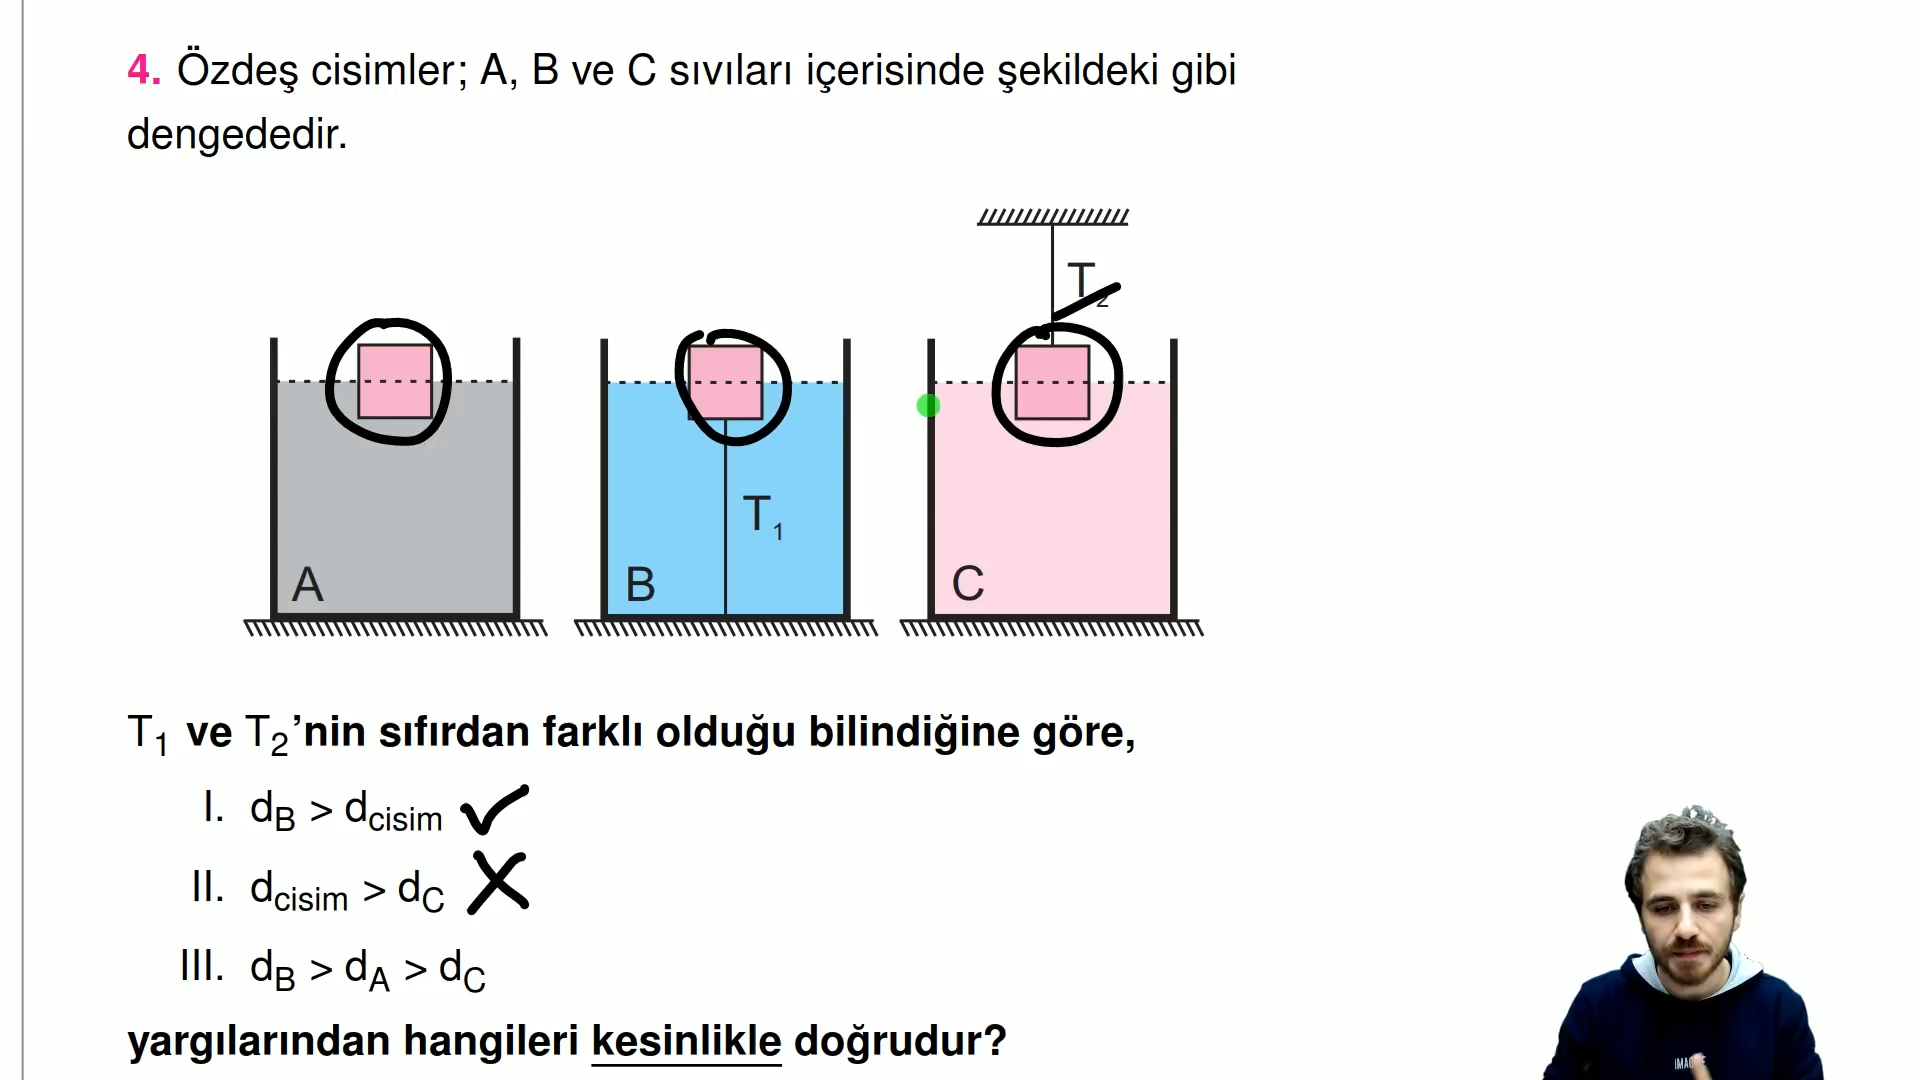 4. Özdeş cisimler; A, B ve C sıvıları içerisinde şekildeki gibi
dengededir.
T2
T1
A
B
C
T1 ve T2'nin sıfırdan farklı olduğu bilindiğine göre,
I. dB > dcisim
II. dcisim > dC
III. dB > dA > dC
yargılarından hangileri kesinlikle doğrudur?